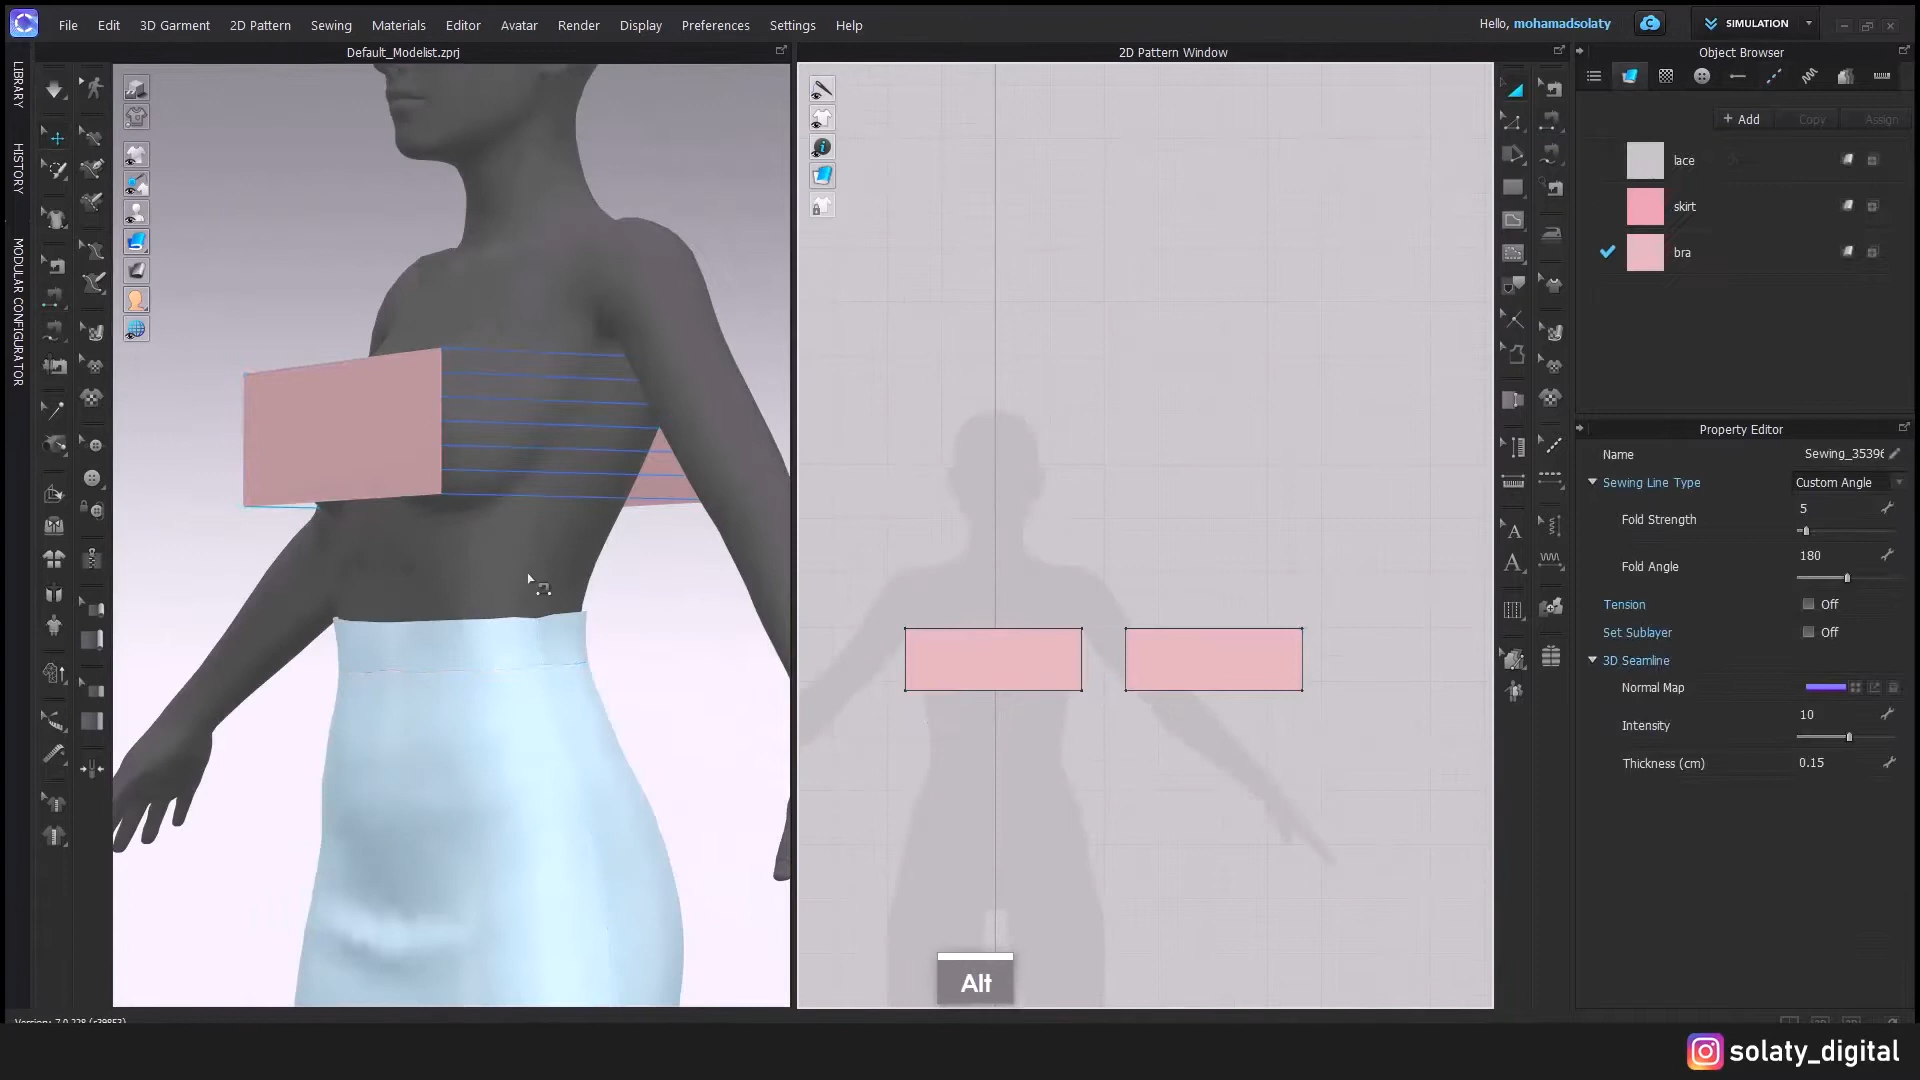 File Edit 3D Garment 2D Pattern Sewing Materials Editor Avatar Render Display Preferences Settings Help
Hello, mohamadsolaty
SIMULATION
Default_Modelist.zprj
2D Pattern Window
Object Browser
LIBRARY
HISTORY
MODULAR CONFIGURATOR
+ Add Copy Assign
lace
skirt
bra
Property Editor
Name Sewing_3539
Sewing Line Type Custom Angle
Fold Strength 5
Fold Angle 180
Tension Off
Set Sublayer Off
3D Seamline
Normal Map
Intensity 10
Thickness (cm) 0.15
A
A
Alt
solaty_digital